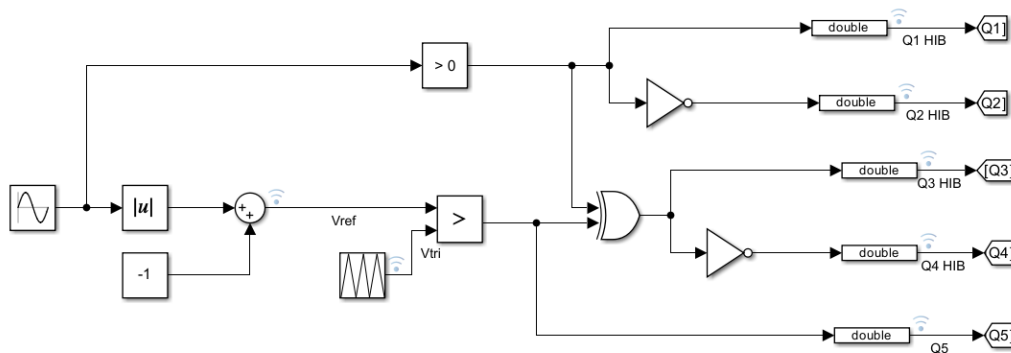 double
Q1]
Q1 HIB
> 0
double
Q2]
Q2 HIB
double
[Q3]
Q3 HIB
|u|
+
+
Vref
>
Vtri
-1
double
Q4]
Q4 HIB
double
Q5]
Q5